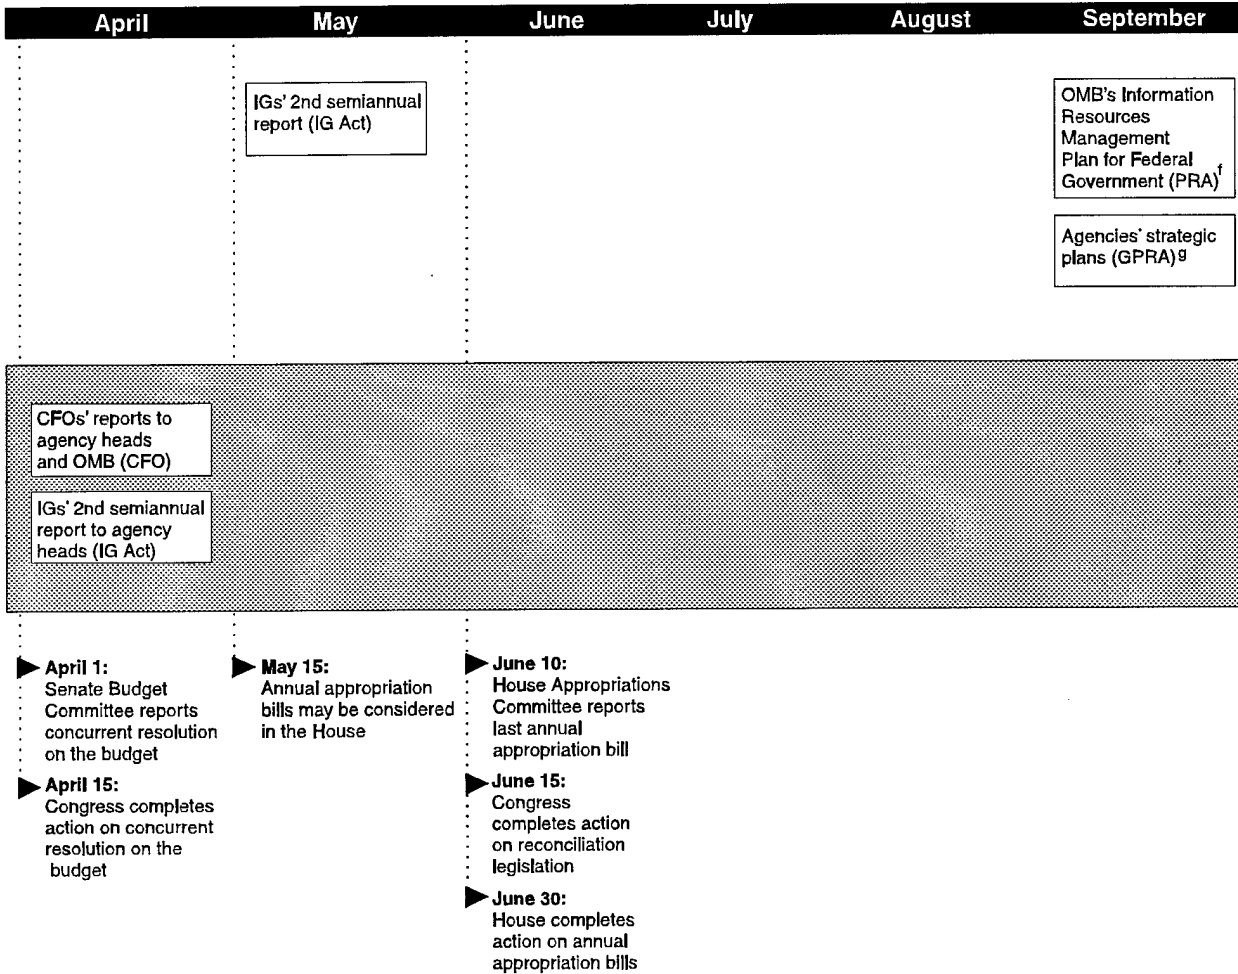 April May June July August September
IGs' 2nd semiannual
report (IG Act)
OMB's Information
Resources
Management
Plan for Federal
Government (PRA)f
Agencies' strategic
plans (GPRA)g
CFOs' reports to
agency heads
and OMB (CFO)
IGs' 2nd semiannual
report to agency
heads (IG Act)
April 1:
Senate Budget
Committee reports
concurrent resolution
on the budget
April 15:
Congress completes
action on concurrent
resolution on the
budget
May 15:
Annual appropriation
bills may be considered
in the House
June 10:
House Appropriations
Committee reports
last annual
appropriation bill
June 15:
Congress
completes action
on reconciliation
legislation
June 30:
House completes
action on annual
appropriation bills